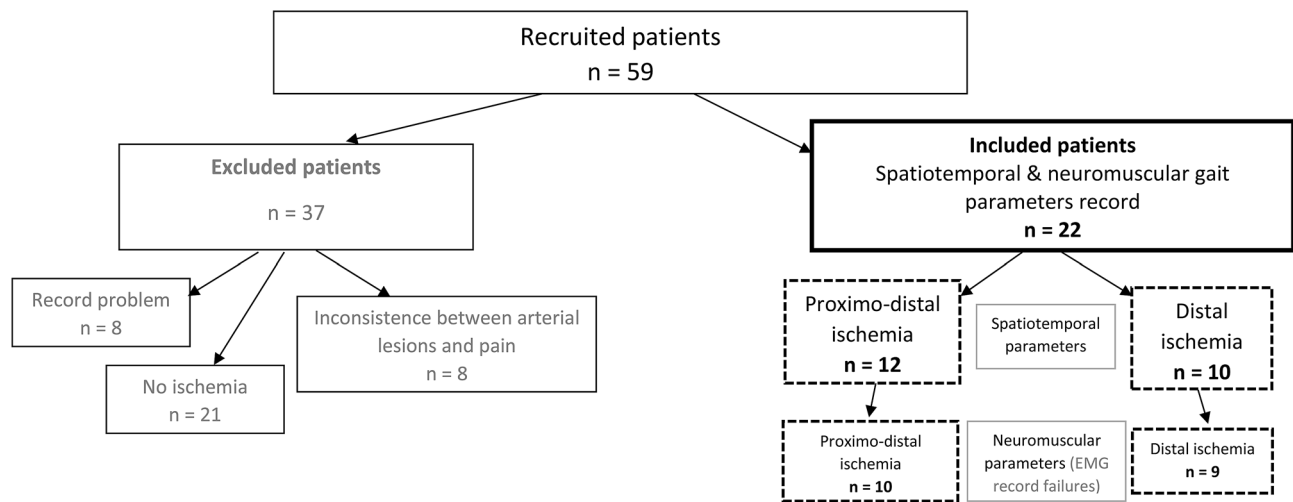 Recruited patients
n = 59
Excluded patients
n = 37
Included patients
Spatiotemporal & neuromuscular gait
parameters record
n = 22
Record problem
n = 8
No ischemia
n = 21
Inconsistence between arterial
lesions and pain
n = 8
Proximo-distal
ischemia
n = 12
Spatiotemporal
parameters
Distal
ischemia
n = 10
Proximo-distal
ischemia
n = 10
Neuromuscular
parameters (EMG
record failures)
Distal ischemia
n = 9